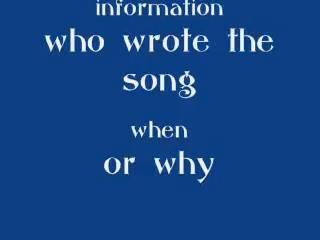 information
who wrote the
song
when
or why